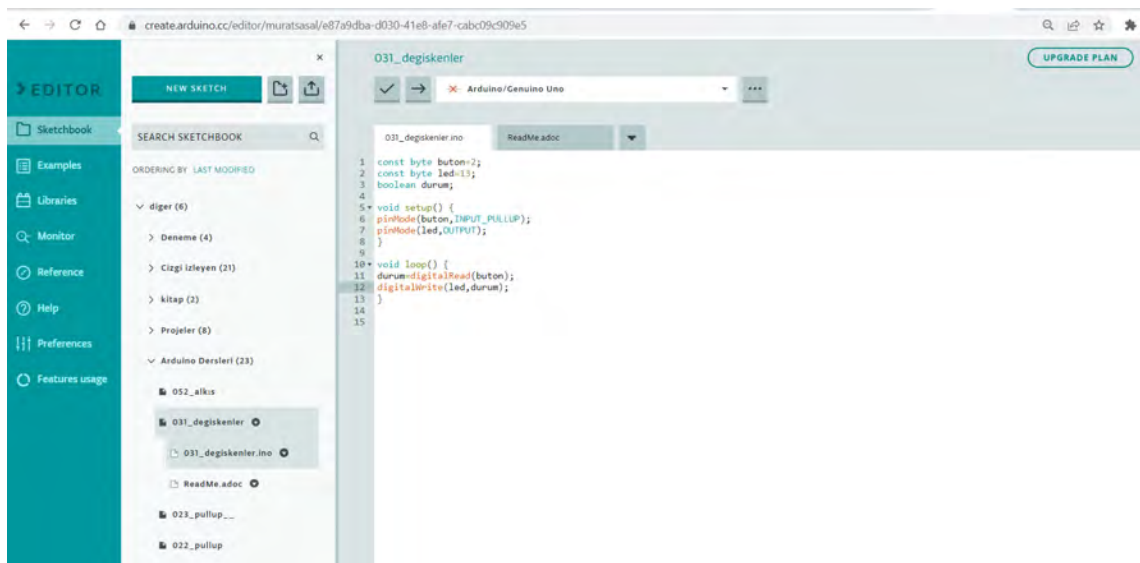 create.arduino.cc/editor/muratsasal/e87a9dba-d030-41e8-afe7-cabc09c909e5
EDITOR
Sketchbook
Examples
Libraries
Monitor
Reference
Help
Preferences
Features usage
×
NEW SKETCH
SEARCH SKETCHBOOK
ORDERING BY LAST MODIFIED
diger (6)
Deneme (4)
Cizgi izleyen (21)
kitap (2)
Projeler (8)
Arduino Dersleri (23)
052_alkıs
031_degiskenler
031_degiskenler.ino
ReadMe.adoc
023_pullup__
022_pullup
031_degiskenler
UPGRADE PLAN
Arduino/Genuino Uno
031_degiskenler.ino ReadMe.adoc
1 const byte buton=2;
2 const byte led=13;
3 boolean durum;
4
5 void setup() {
6 pinMode(buton,INPUT_PULLUP);
7 pinMode(led,OUTPUT);
8 }
9
10 void loop() {
11 durum=digitalRead(buton);
12 digitalWrite(led,durum);
13 }
14
15